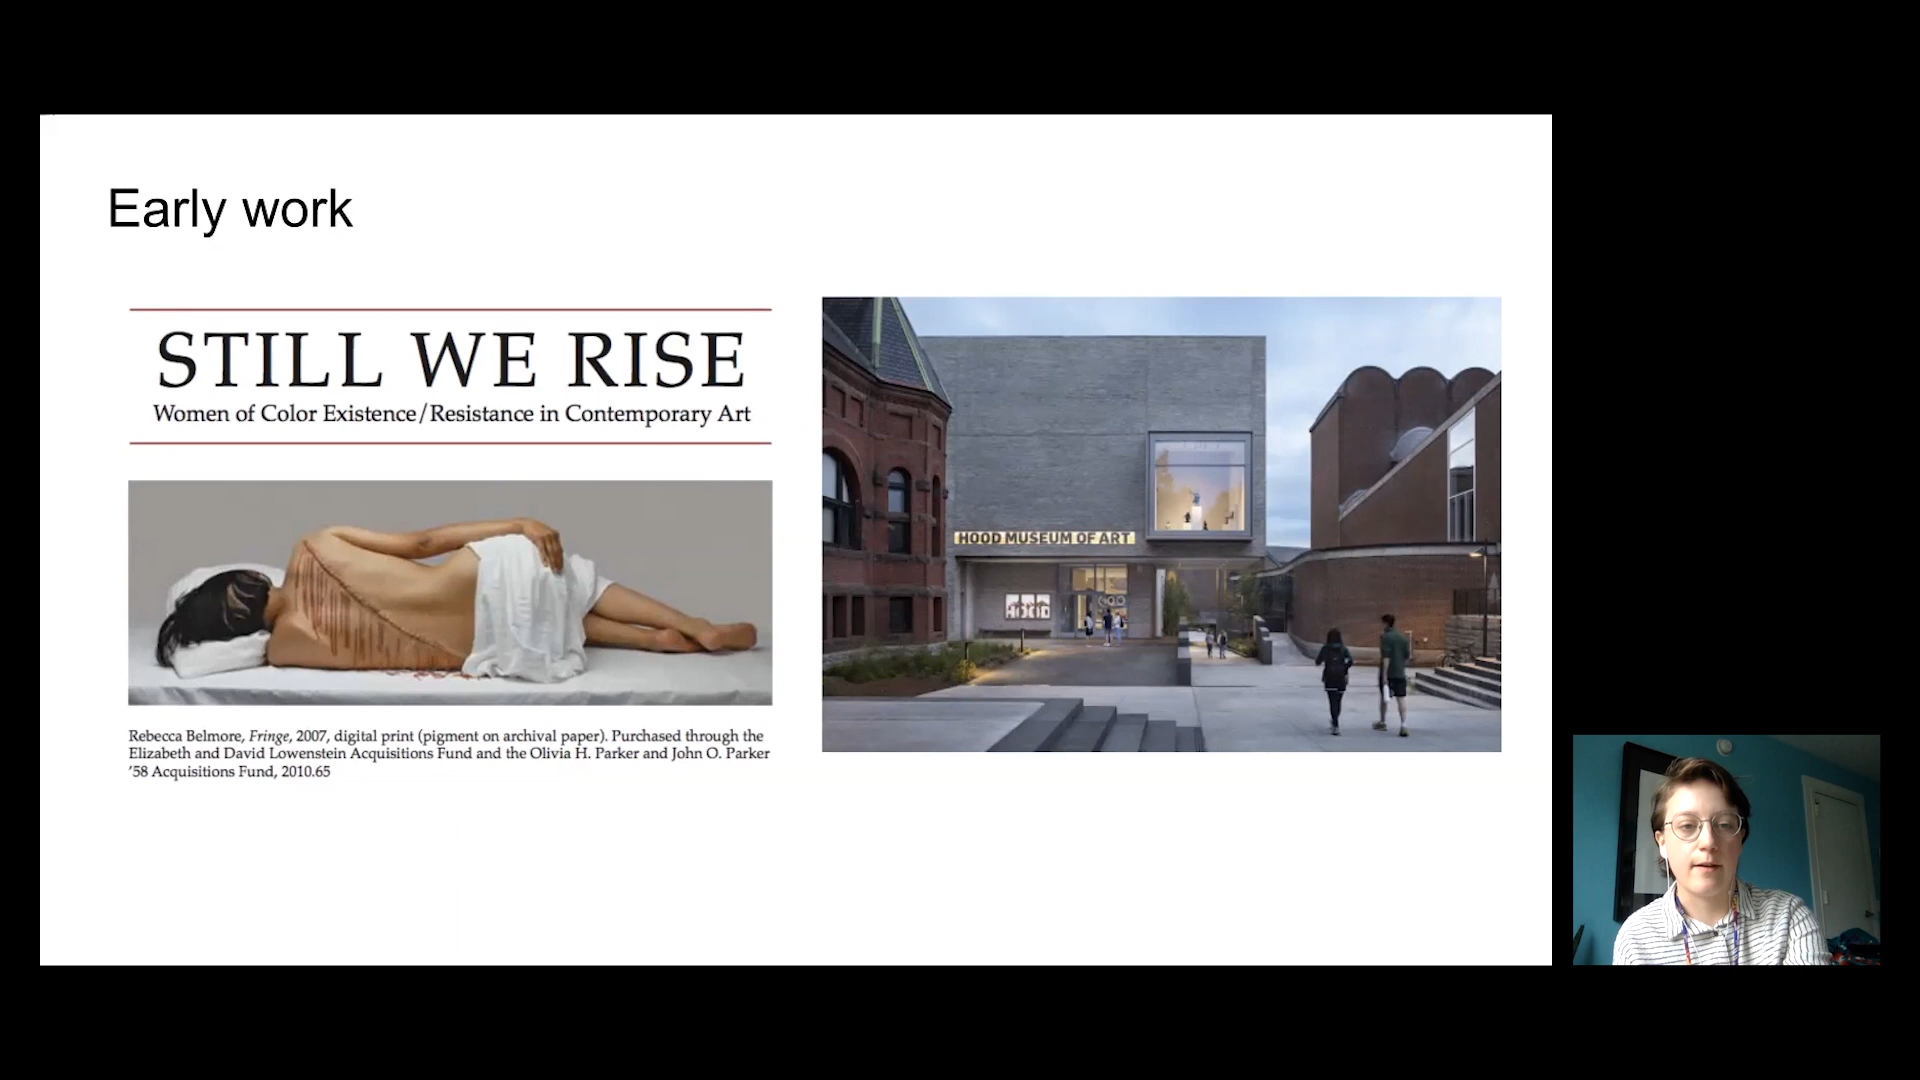 Early work
STILL WE RISE
Women of Color Existence/Resistance in Contemporary Art
Rebecca Belmore, Fringe, 2007, digital print (pigment on archival paper). Purchased through the
Elizabeth and David Lowenstein Acquisitions Fund and the Olivia H. Parker and John O. Parker
’58 Acquisitions Fund, 2010.65
HOOD MUSEUM OF ART
HOOD